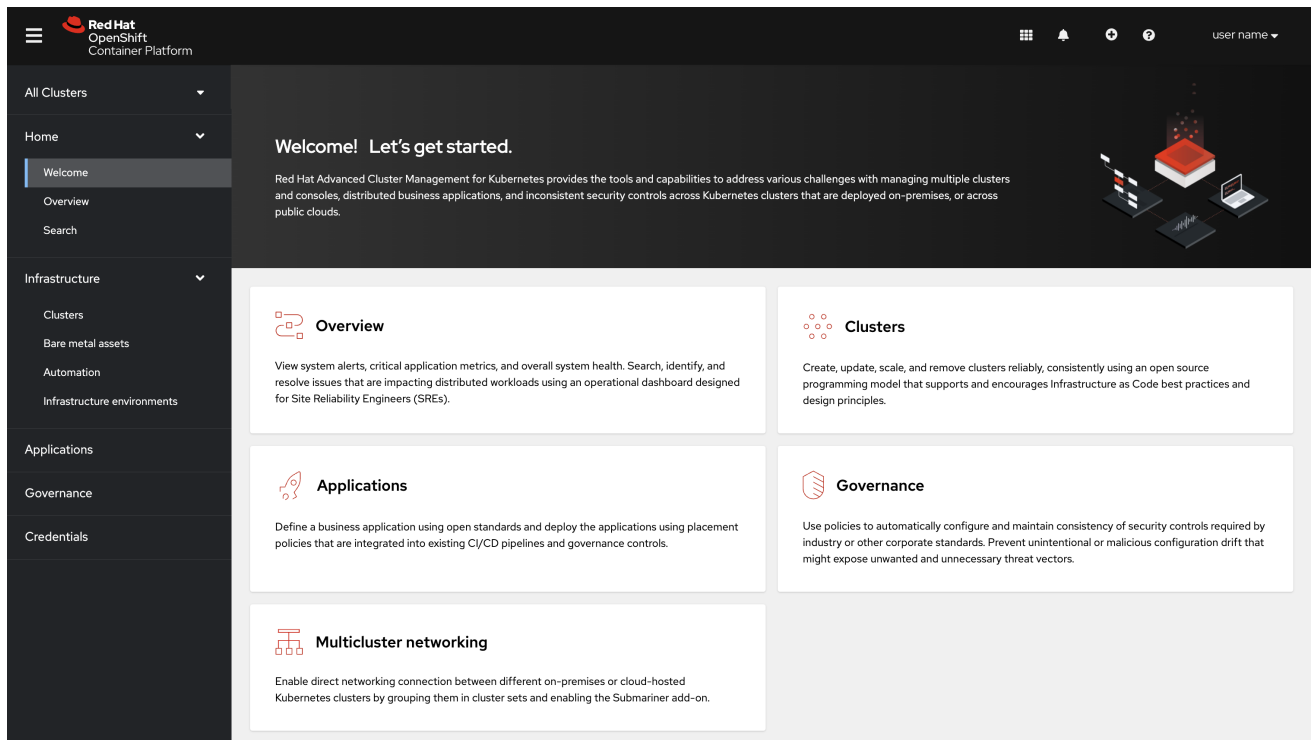 Red Hat
OpenShift
Container Platform
user name
All Clusters
Home
Welcome
Overview
Search
Infrastructure
Clusters
Bare metal assets
Automation
Infrastructure environments
Applications
Governance
Credentials
Welcome! Let's get started.
Red Hat Advanced Cluster Management for Kubernetes provides the tools and capabilities to address various challenges with managing multiple clusters
and consoles, distributed business applications, and inconsistent security controls across Kubernetes clusters that are deployed on-premises, or across
public clouds.
Overview
View system alerts, critical application metrics, and overall system health. Search, identify, and
resolve issues that are impacting distributed workloads using an operational dashboard designed
for Site Reliability Engineers (SREs).
Clusters
Create, update, scale, and remove clusters reliably, consistently using an open source
programming model that supports and encourages Infrastructure as Code best practices and
design principles.
Applications
Define a business application using open standards and deploy the applications using placement
policies that are integrated into existing CI/CD pipelines and governance controls.
Governance
Use policies to automatically configure and maintain consistency of security controls required by
industry or other corporate standards. Prevent unintentional or malicious configuration drift that
might expose unwanted and unnecessary threat vectors.
Multicluster networking
Enable direct networking connection between different on-premises or cloud-hosted
Kubernetes clusters by grouping them in cluster sets and enabling the Submariner add-on.